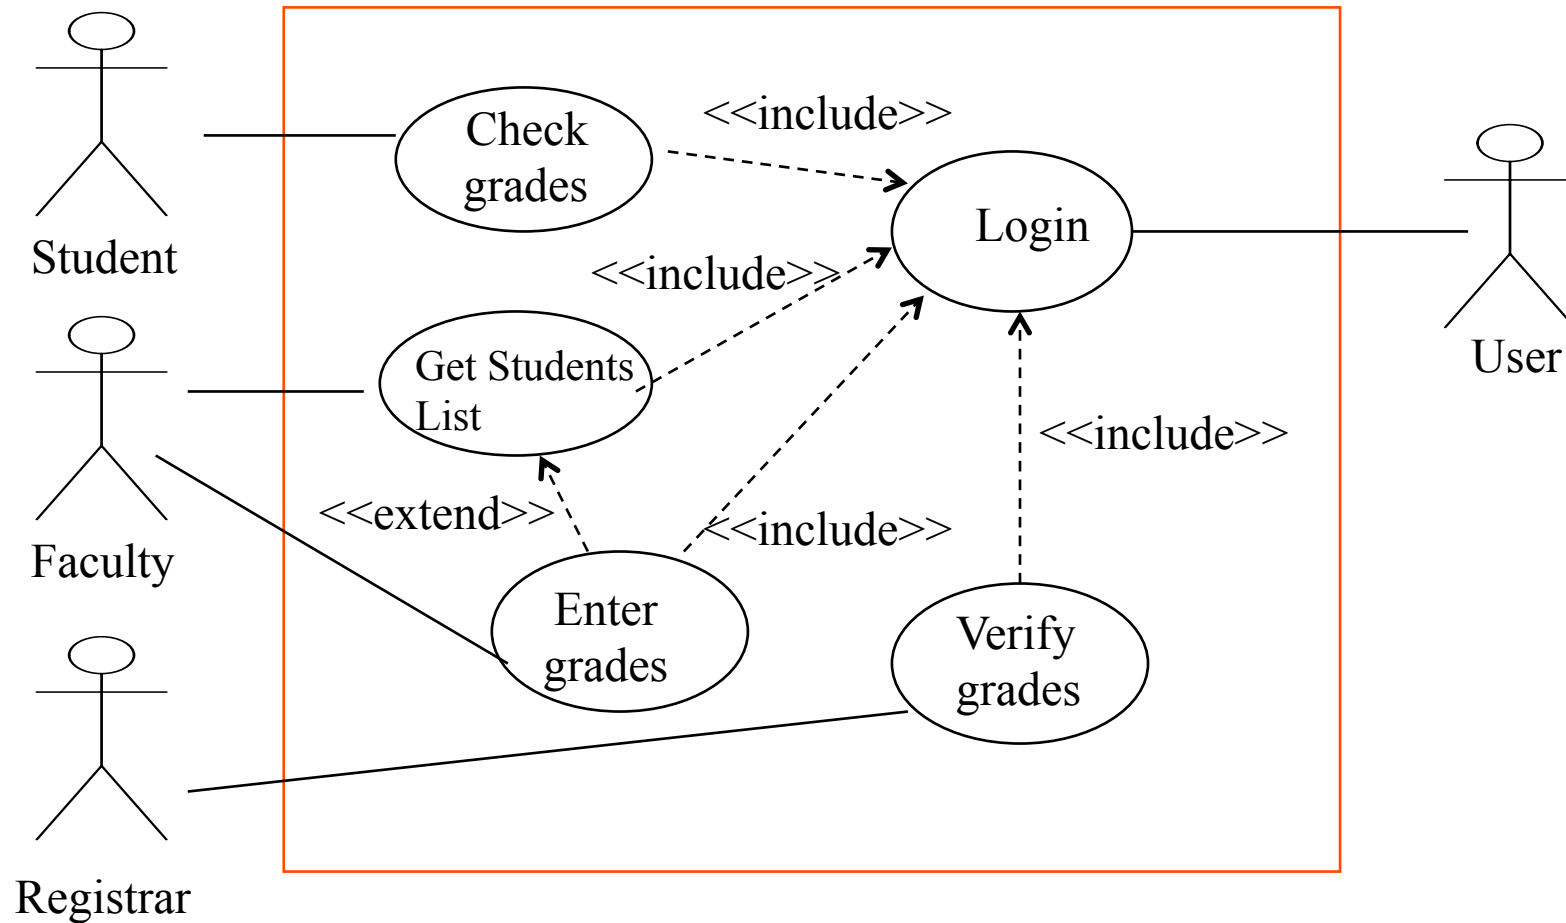 Check
grades
<<include>>
Login
Student
<<include>>
Get Students
List
User
<<include>>
<<extend>>
<<include>>
Faculty
Enter
grades
Verify
grades
Registrar